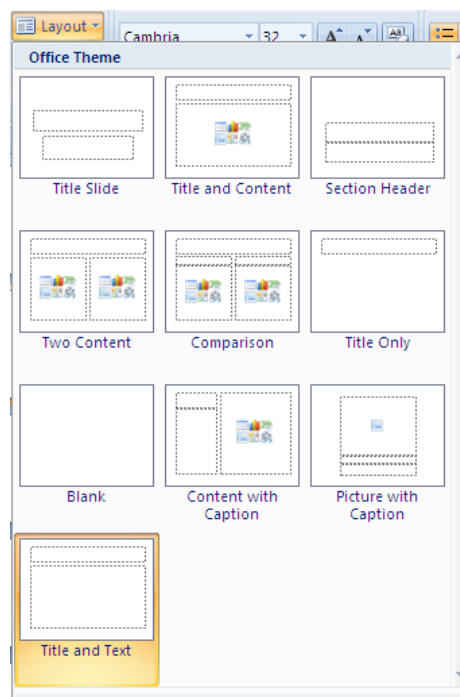 Layout
Cambria 32 A A Aa
Office Theme
Title Slide
Title and Content
Section Header
Two Content
Comparison
Title Only
Blank
Content with
Caption
Picture with
Caption
Title and Text